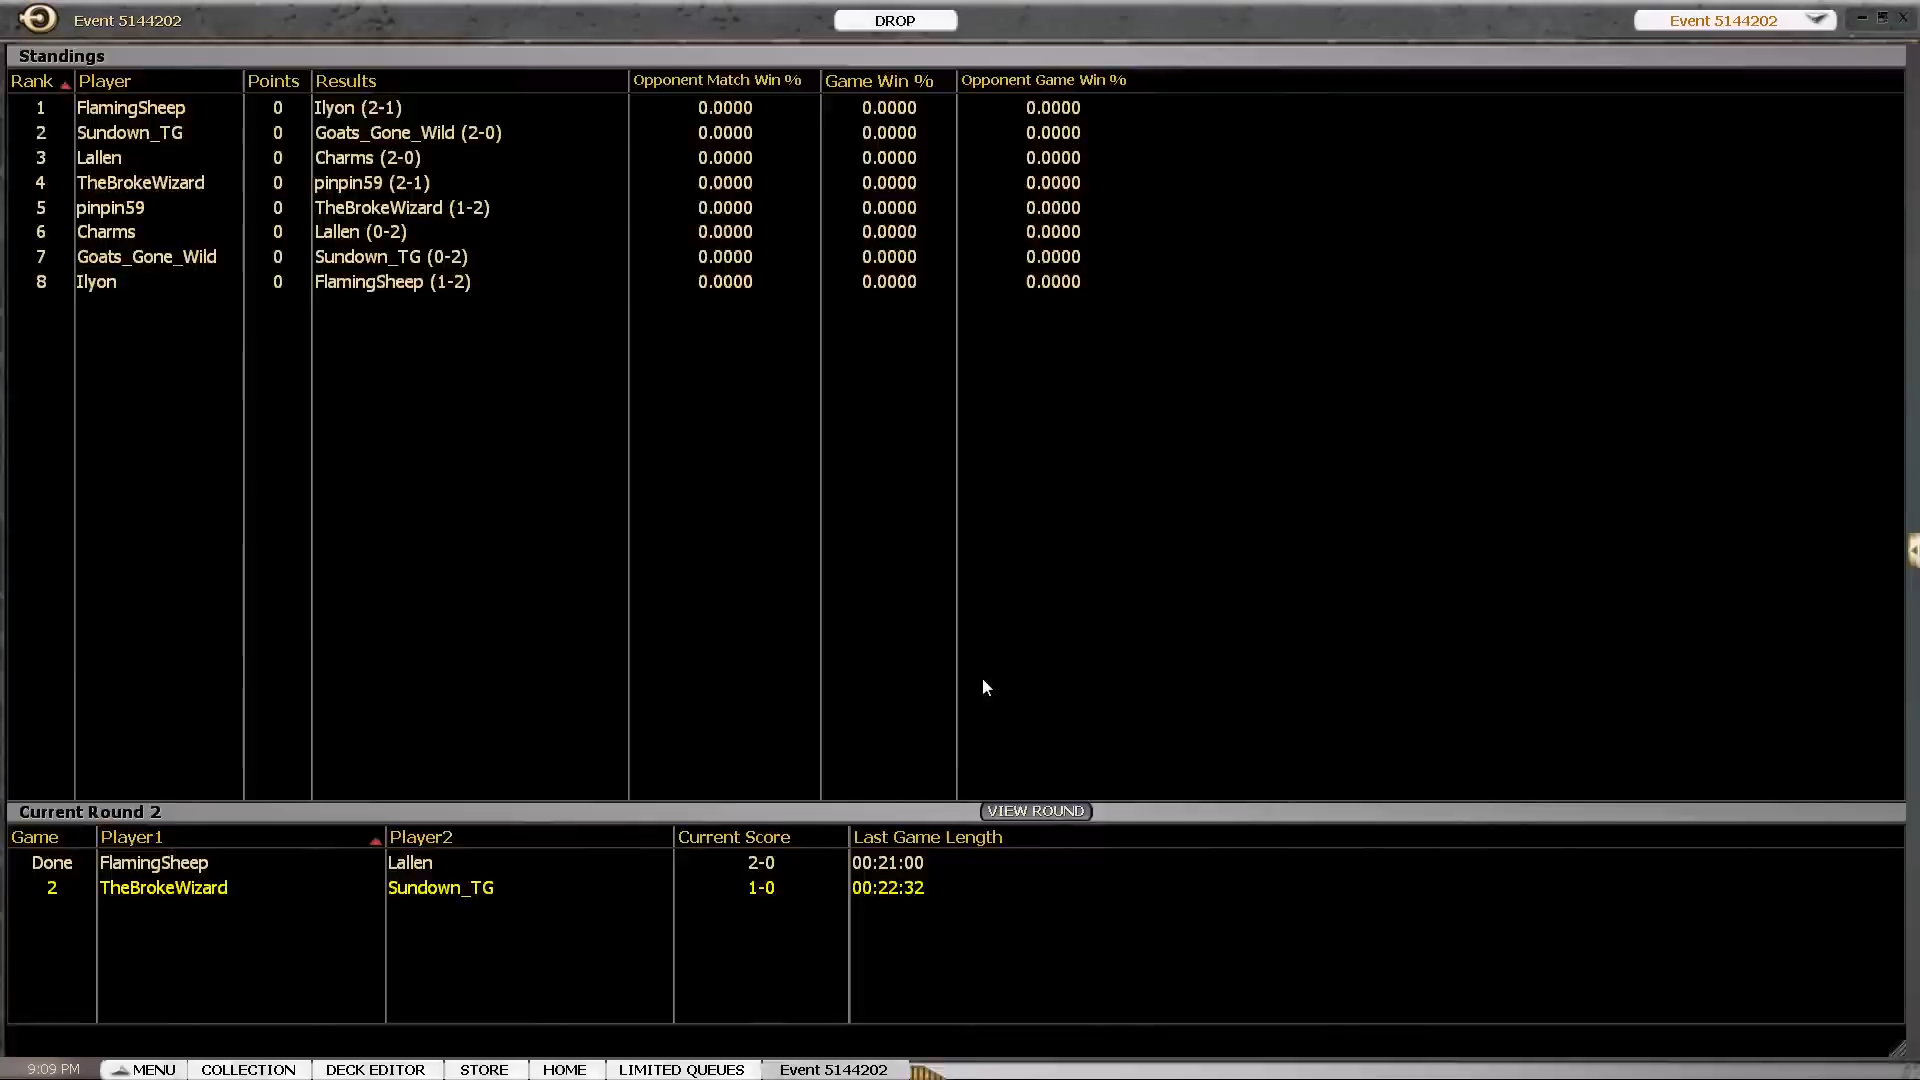 Event 5144202 DROP Event 5144202
Standings
Rank Player Points Results Opponent Match Win % Game Win % Opponent Game Win %
1 FlamingSheep 0 Ilyon (2-1) 0.0000 0.0000 0.0000
2 Sundown_TG 0 Goats_Gone_Wild (2-0) 0.0000 0.0000 0.0000
3 Lallen 0 Charms (2-0) 0.0000 0.0000 0.0000
4 TheBrokeWizard 0 pinpin59 (2-1) 0.0000 0.0000 0.0000
5 pinpin59 0 TheBrokeWizard (1-2) 0.0000 0.0000 0.0000
6 Charms 0 Lallen (0-2) 0.0000 0.0000 0.0000
7 Goats_Gone_Wild 0 Sundown_TG (0-2) 0.0000 0.0000 0.0000
8 Ilyon 0 FlamingSheep (1-2) 0.0000 0.0000 0.0000
Current Round 2 VIEW ROUND
Game Player1 Player2 Current Score Last Game Length
Done FlamingSheep Lallen 2-0 00:21:00
2 TheBrokeWizard Sundown_TG 1-0 00:22:32
9:09 PM MENU COLLECTION DECK EDITOR STORE HOME LIMITED QUEUES Event 5144202